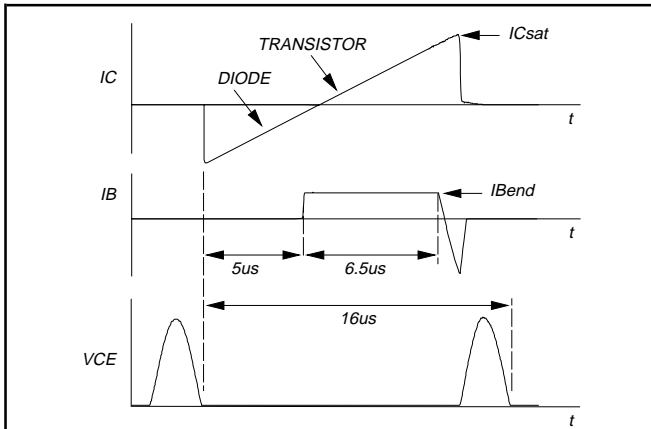 ICsat
TRANSISTOR
IC
DIODE
t
IB
IBend
t
5us
6.5us
16us
VCE
t